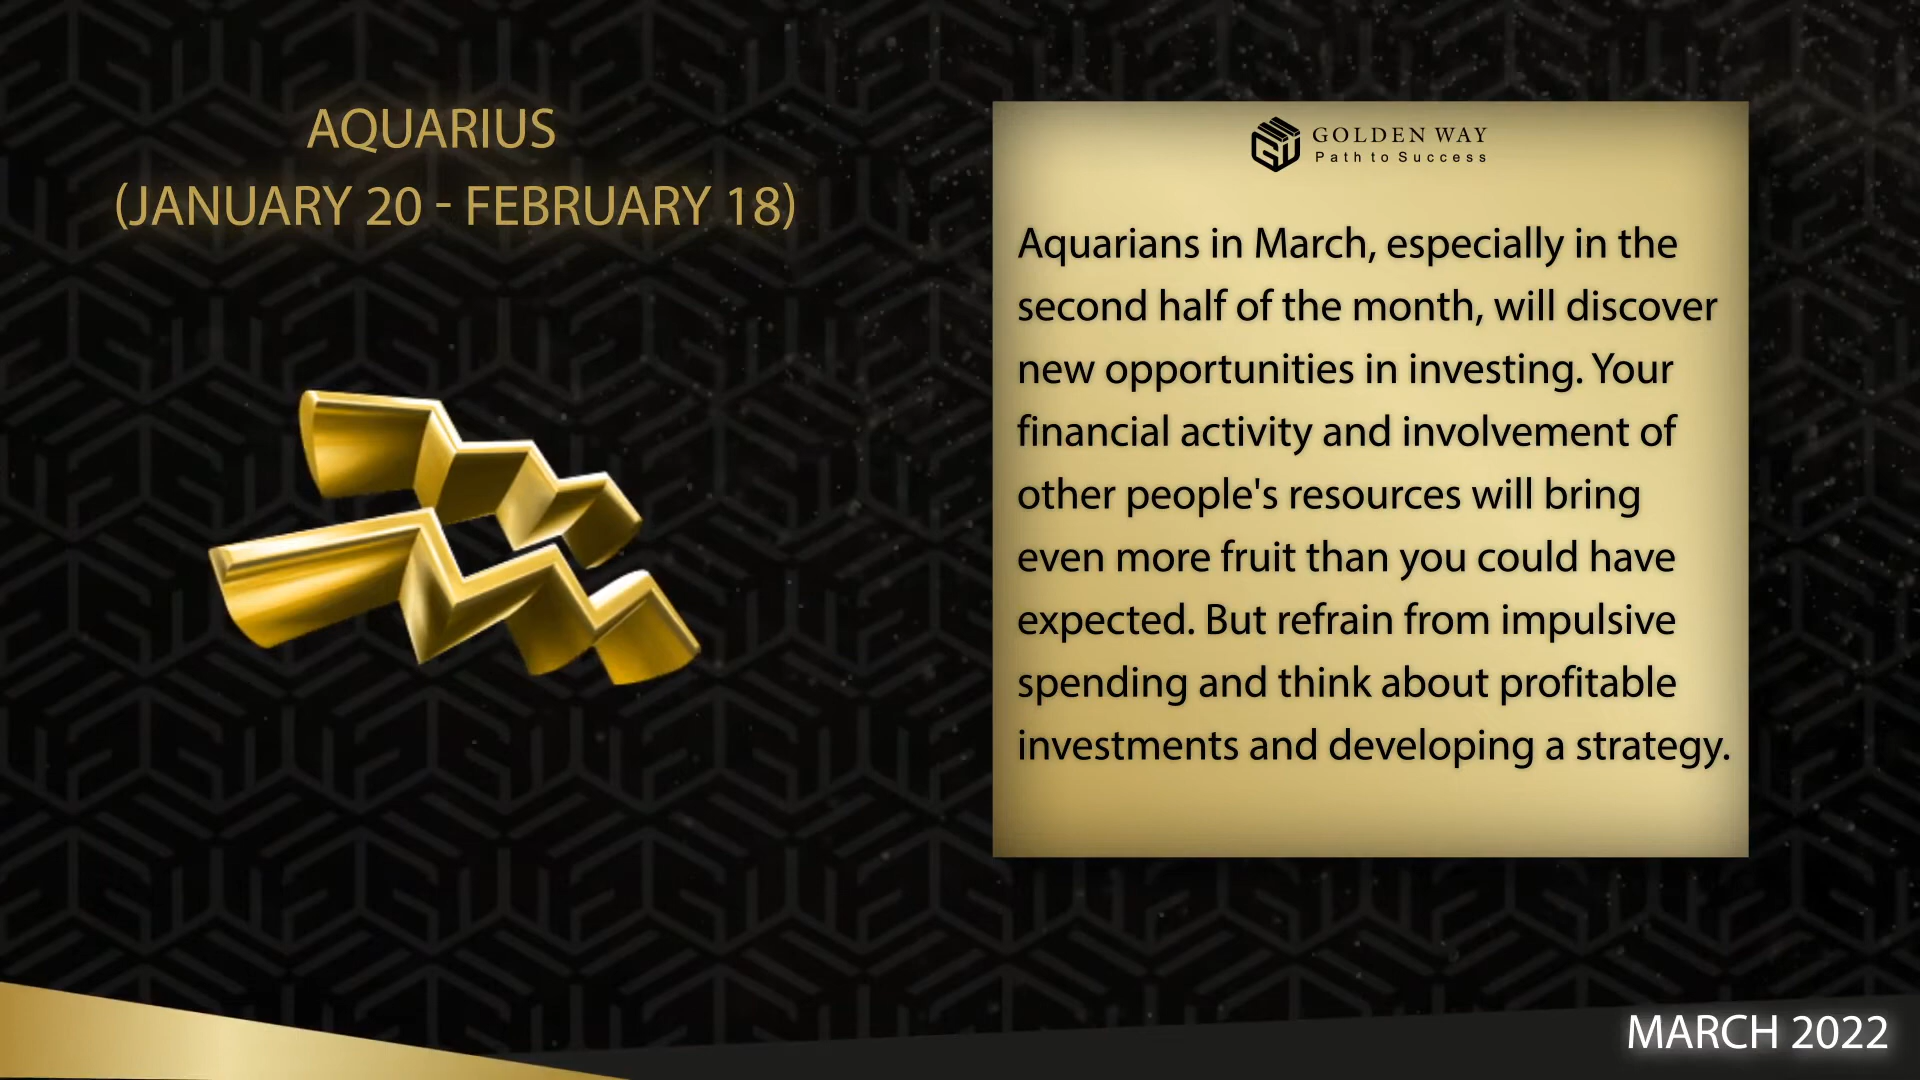 AQUARIUS
(JANUARY 20 - FEBRUARY 18)
GOLDEN WAY
Path to Success
Aquarians in March, especially in the
second half of the month, will discover
new opportunities in investing. Your
financial activity and involvement of
other people's resources will bring
even more fruit than you could have
expected. But refrain from impulsive
spending and think about profitable
investments and developing a strategy.
MARCH 2022